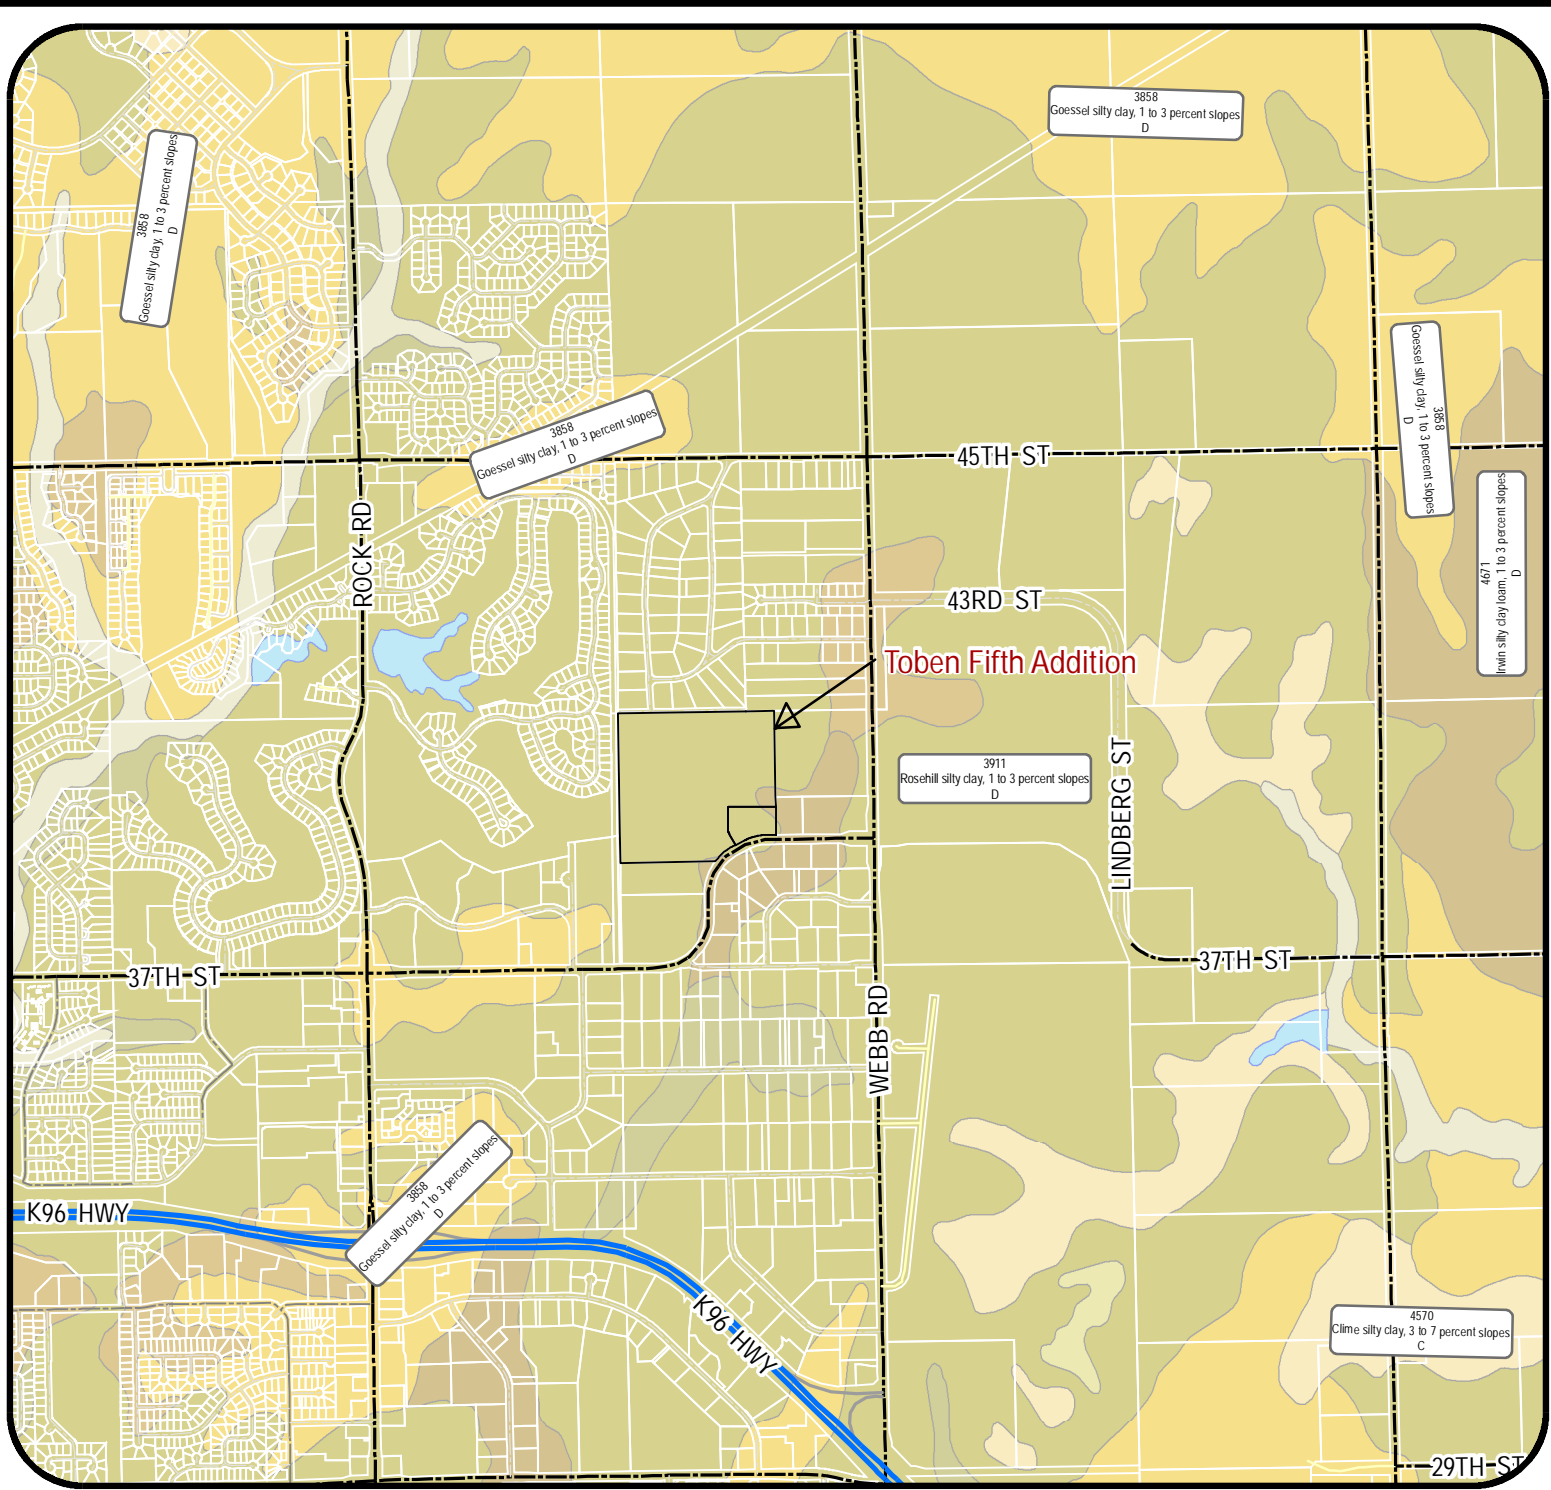 3858
Goessel silty clay, 1 to 3 percent slopes
D
3858
Goessel silty clay, 1 to 3 percent slopes
D
3858
Goessel silty clay, 1 to 3 percent slopes
D
3858
Goessel silty clay, 1 to 3 percent slopes
D
45TH ST
4671
Irwin silty clay loam, 1 to 3 percent slopes
D
ROCK RD
43RD ST
Toben Fifth Addition
3911
Rosehill silty clay, 1 to 3 percent slopes
D
LINDBERG ST
37TH ST
37TH ST
WEBB RD
3858
Goessel silty clay, 1 to 3 percent slopes
D
K96 HWY
K96 HWY
4570
Clime silty clay, 3 to 7 percent slopes
C
29TH ST